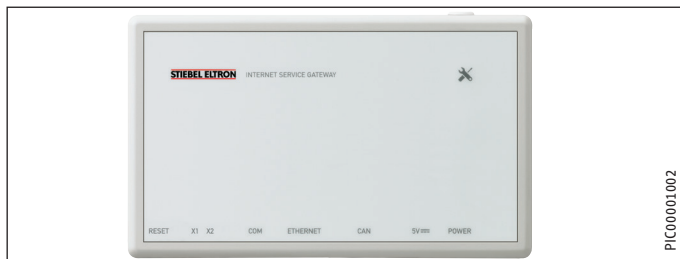 STIEBEL ELTRON INTERNET SERVICE GATEWAY
RESET X1 X2 COM ETHERNET CAN 5V POWER
PIC00001002